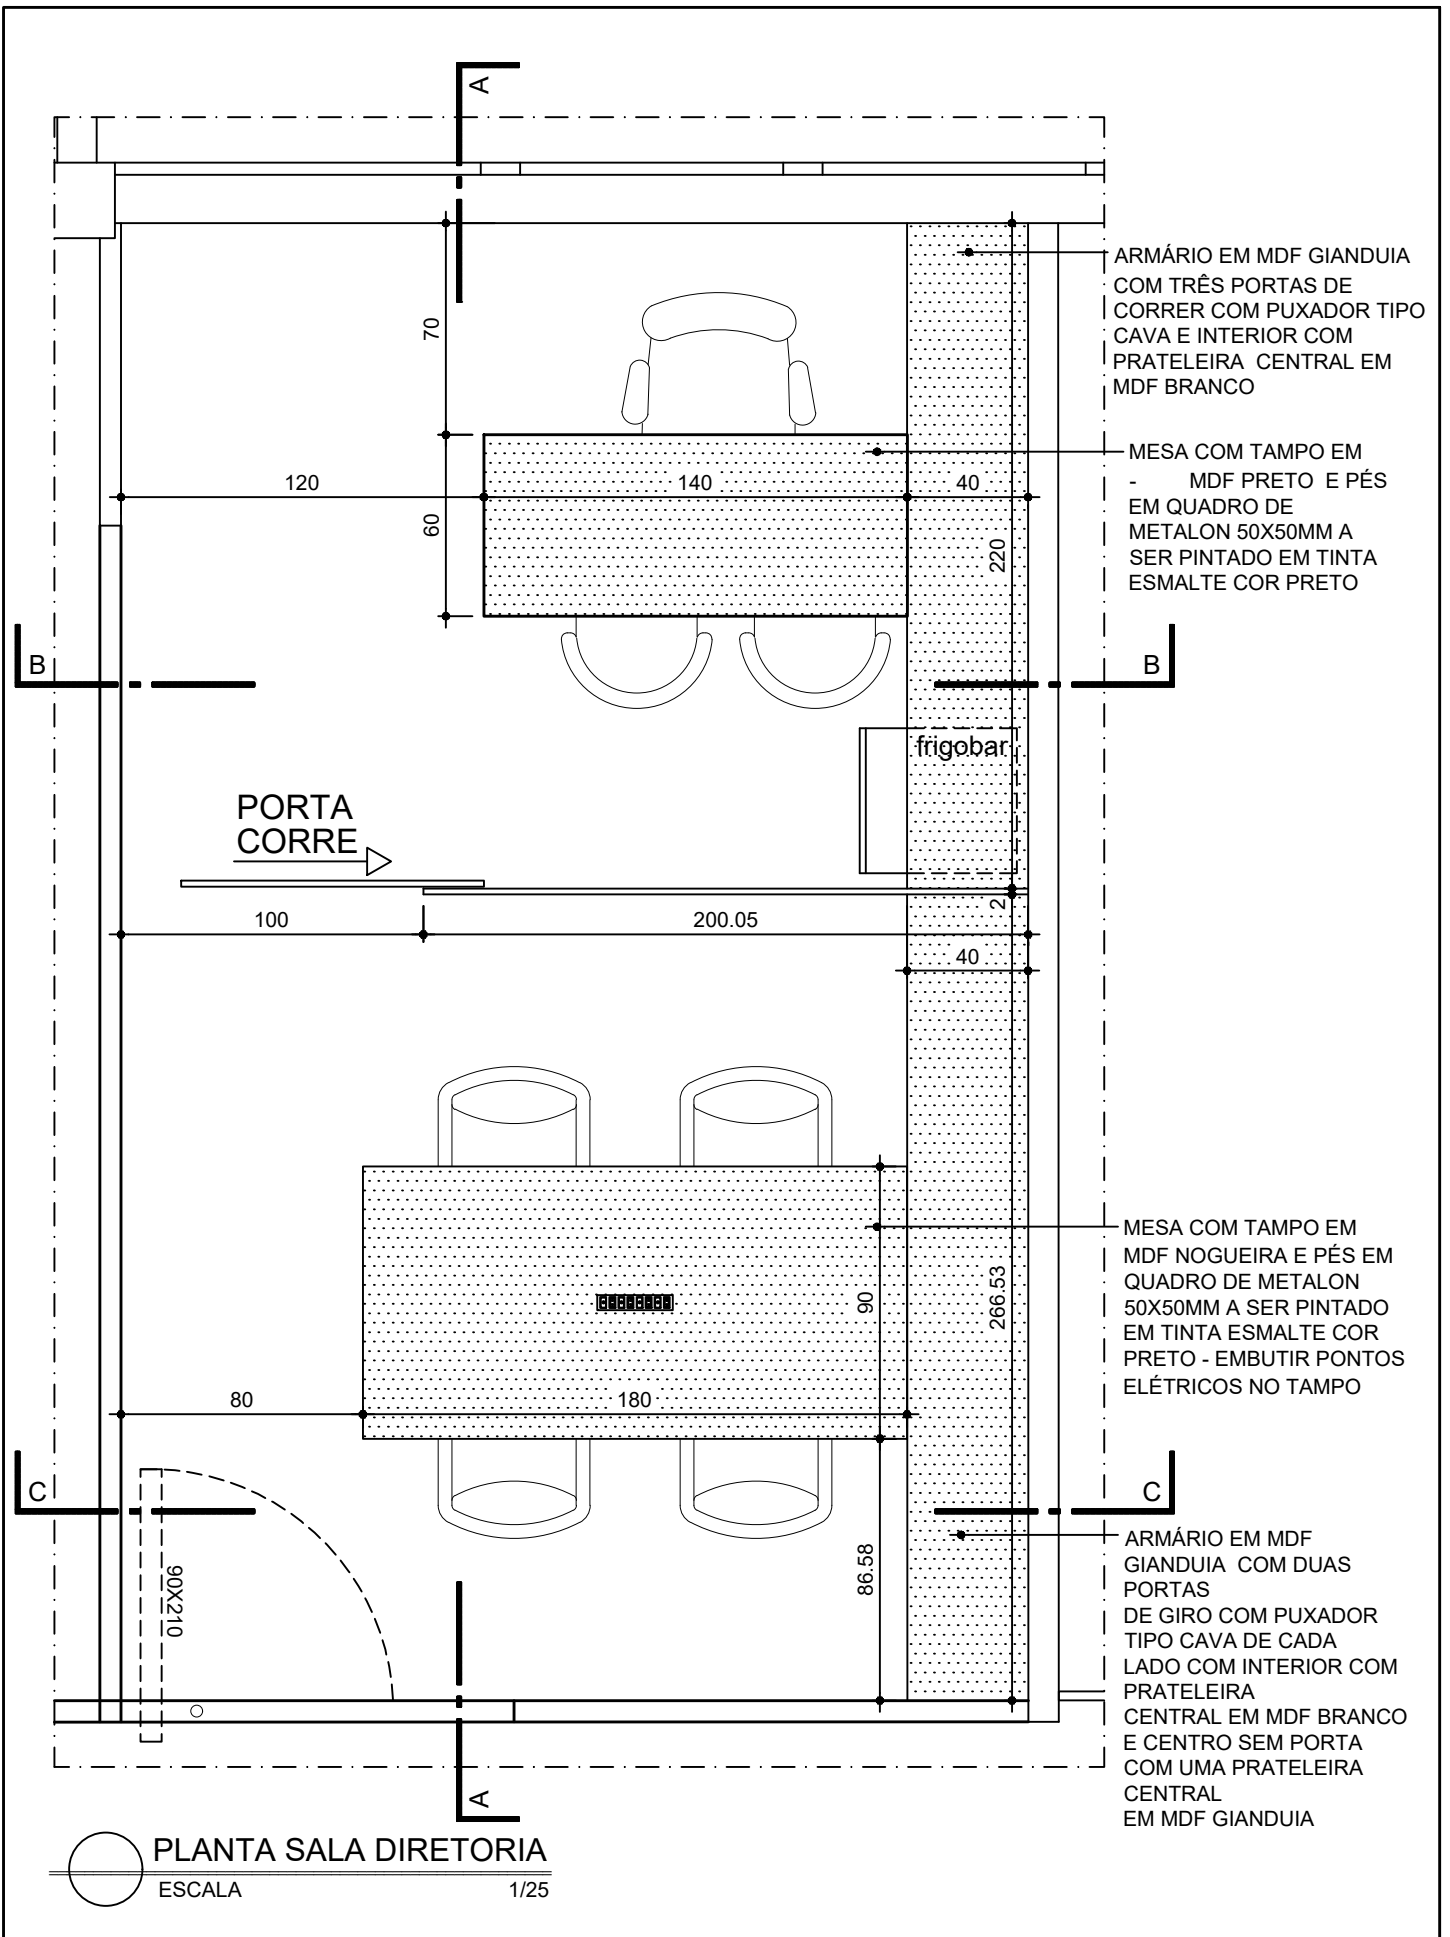 A
ARMÁRIO EM MDF GIANDUIA
COM TRÊS PORTAS DE
CORRER COM PUXADOR TIPO
CAVA E INTERIOR COM
PRATELEIRA CENTRAL EM
MDF BRANCO
70
MESA COM TAMPO EM
- MDF PRETO E PÉS
EM QUADRO DE
METALON 50X50MM A
SER PINTADO EM TINTA
ESMALTE COR PRETO
120
140
40
60
220
B
B
frigobar
PORTA
CORRE
2
100
200.05
40
MESA COM TAMPO EM
MDF NOGUEIRA E PÉS EM
QUADRO DE METALON
50X50MM A SER PINTADO
EM TINTA ESMALTE COR
PRETO - EMBUTIR PONTOS
ELÉTRICOS NO TAMPO
90
266.53
80
180
C
C
ARMÁRIO EM MDF
GIANDUIA COM DUAS
PORTAS
DE GIRO COM PUXADOR
TIPO CAVA DE CADA
LADO COM INTERIOR COM
PRATELEIRA
CENTRAL EM MDF BRANCO
E CENTRO SEM PORTA
COM UMA PRATELEIRA
CENTRAL
EM MDF GIANDUIA
86.58
90X210
A
PLANTA SALA DIRETORIA
ESCALA 1/25